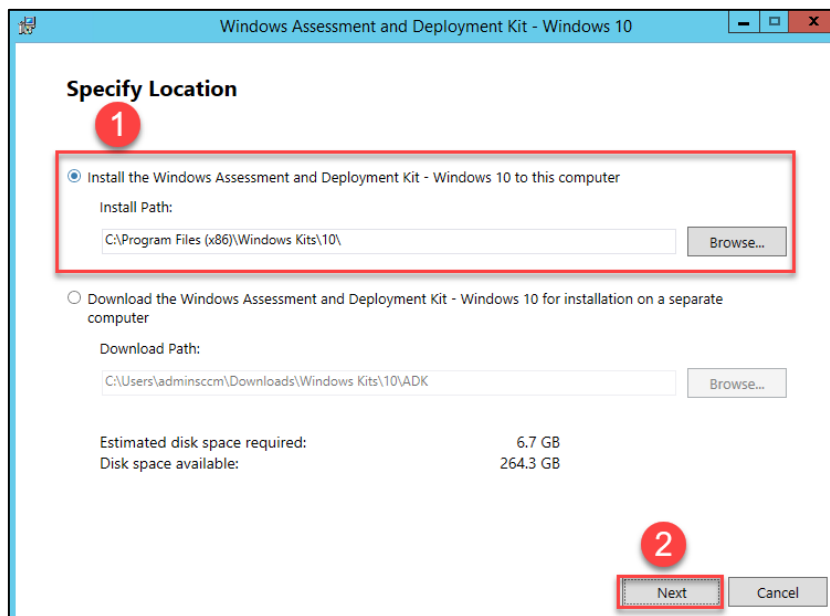 Windows Assessment and Deployment Kit - Windows 10
Specify Location
1
Install the Windows Assessment and Deployment Kit - Windows 10 to this computer
Install Path:
C:\Program Files (x86)\Windows Kits\10\
Browse...
Download the Windows Assessment and Deployment Kit - Windows 10 for installation on a separate
computer
Download Path:
C:\Users\adminsccm\Downloads\Windows Kits\10\ADK
Browse...
Estimated disk space required: 6.7 GB
Disk space available: 264.3 GB
2
Next Cancel